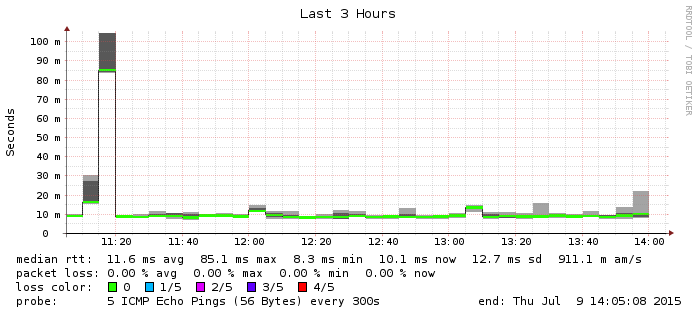 Last 3 Hours
RRDTOOL / TOBI OETIKER
Seconds
100 m
90 m
80 m
70 m
60 m
50 m
40 m
30 m
20 m
10 m
0
11:20 11:40 12:00 12:20 12:40 13:00 13:20 13:40 14:00
median rtt: 11.6 ms avg 85.1 ms max 8.3 ms min 10.1 ms now 12.7 ms sd 911.1 m am/s
packet loss: 0.00 % avg 0.00 % max 0.00 % min 0.00 % now
loss color: 0 1/5 2/5 3/5 4/5
probe: 5 ICMP Echo Pings (56 Bytes) every 300s end: Thu Jul 9 14:05:08 2015